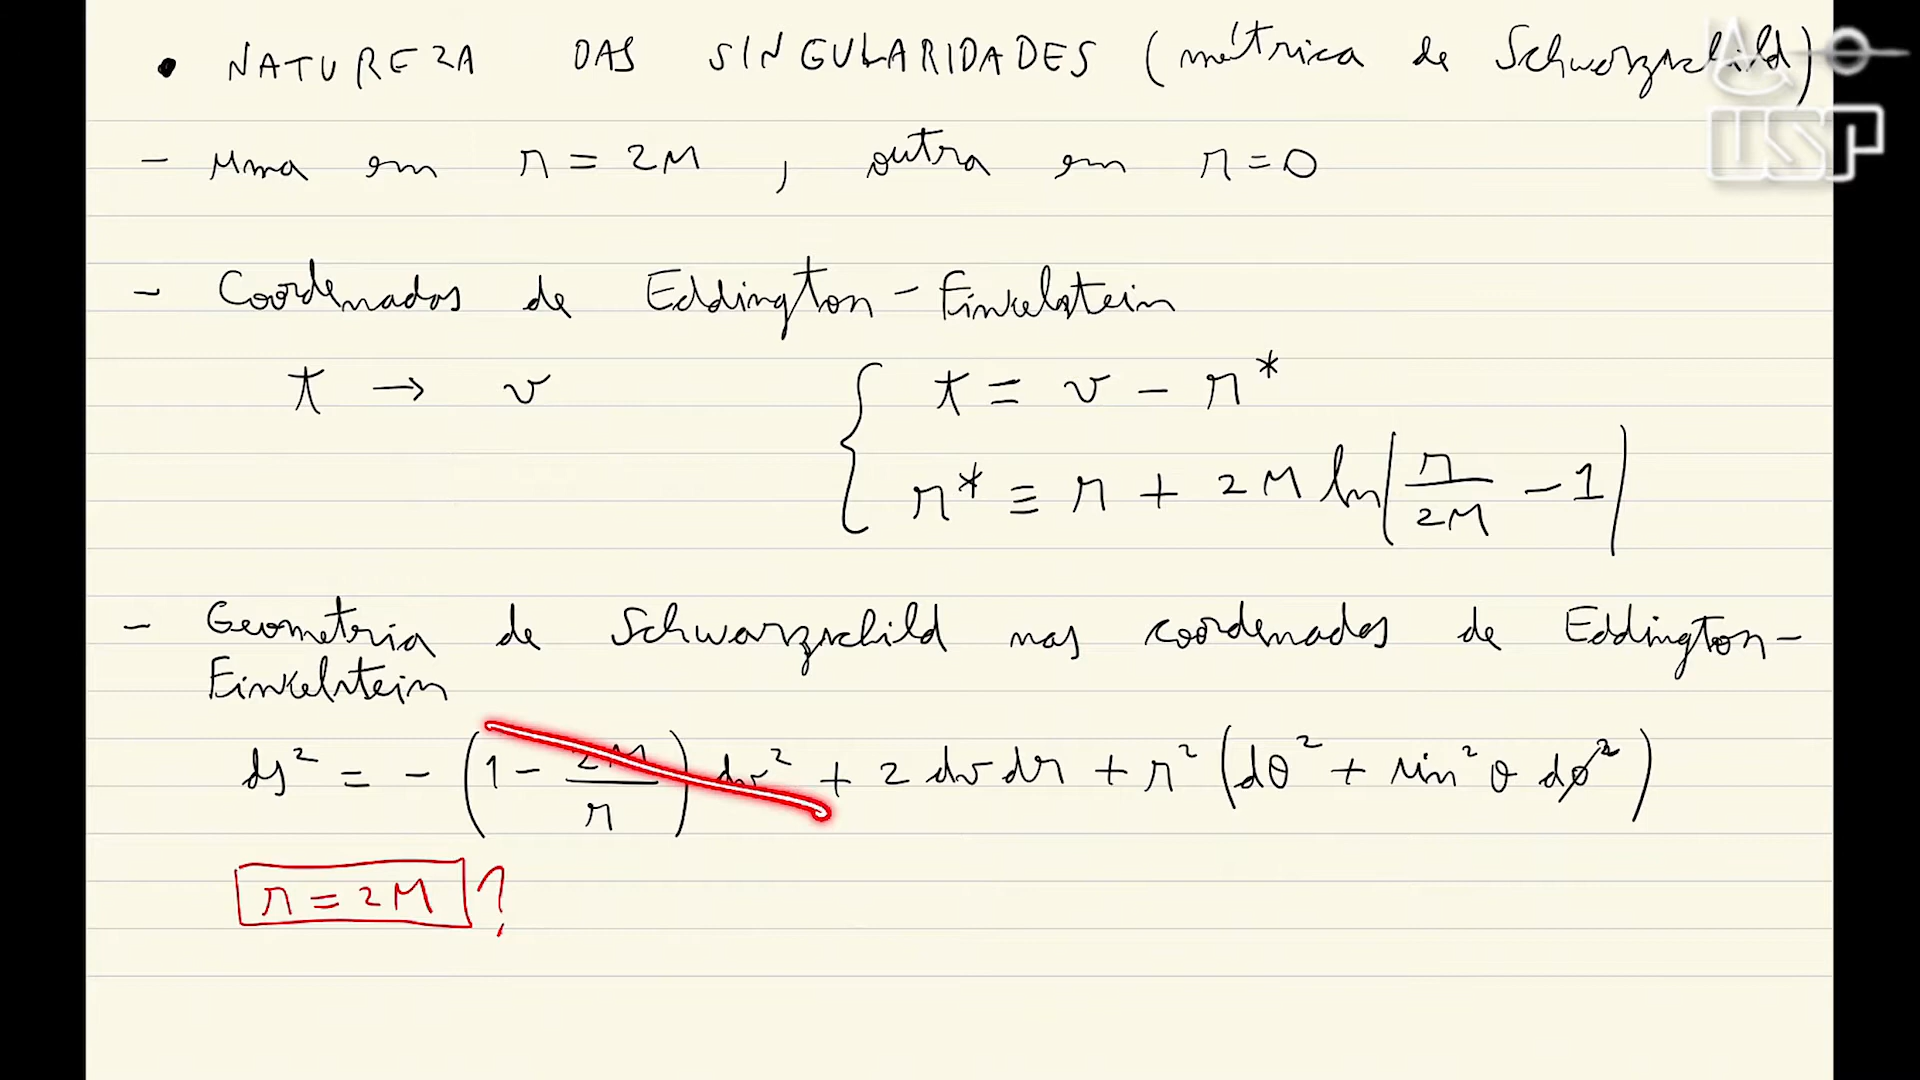 • NATUREZA DAS SINGULARIDADES (métrica de Schwarzschild)
USP
- uma em r = 2M , outra em r = 0
- Coordenadas de Eddington - Finkelstein
t → v
t = v - r*
r* ≡ r + 2M ln|r/2M - 1|
- Geometria de Schwarzschild nas coordenadas de Eddington-
Finkelstein
ds² = - (1 - 2M/r) dv² + 2 dv dr + r² (dθ² + sin² θ dφ²)
r = 2M ?